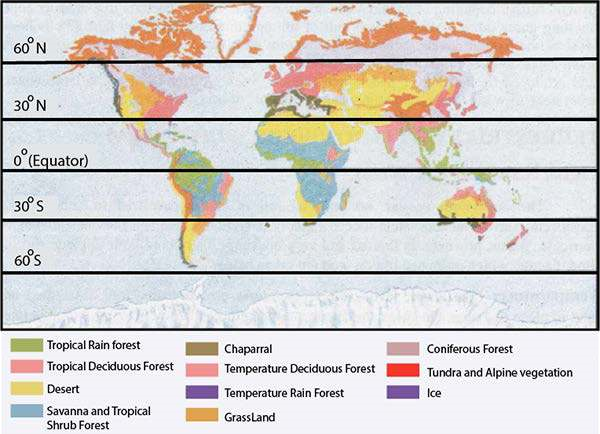 60° N
30° N
0° (Equator)
30° S
60° S
Tropical Rain forest
Tropical Deciduous Forest
Desert
Savanna and Tropical
Shrub Forest
Chaparral
Temperature Deciduous Forest
Temperature Rain Forest
GrassLand
Coniferous Forest
Tundra and Alpine vegetation
Ice